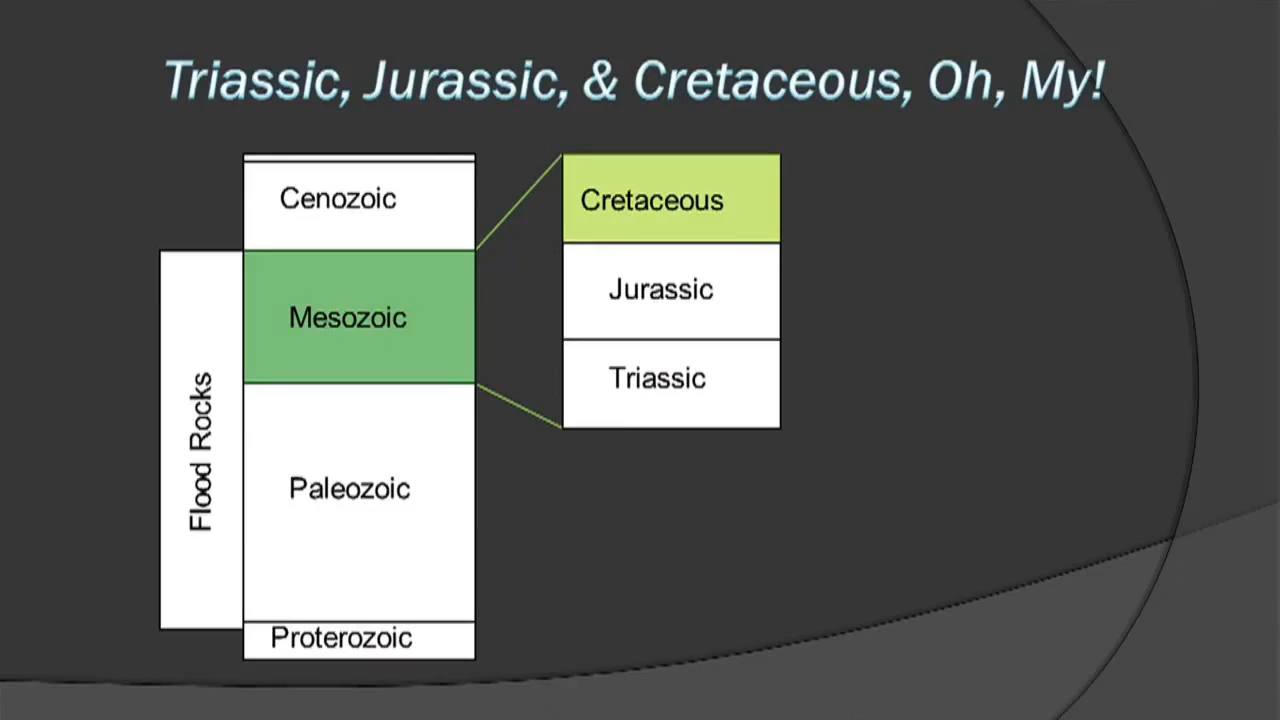 Triassic, Jurassic, & Cretaceous, Oh, My!
Cenozoic
Mesozoic
Paleozoic
Proterozoic
Flood Rocks
Cretaceous
Jurassic
Triassic